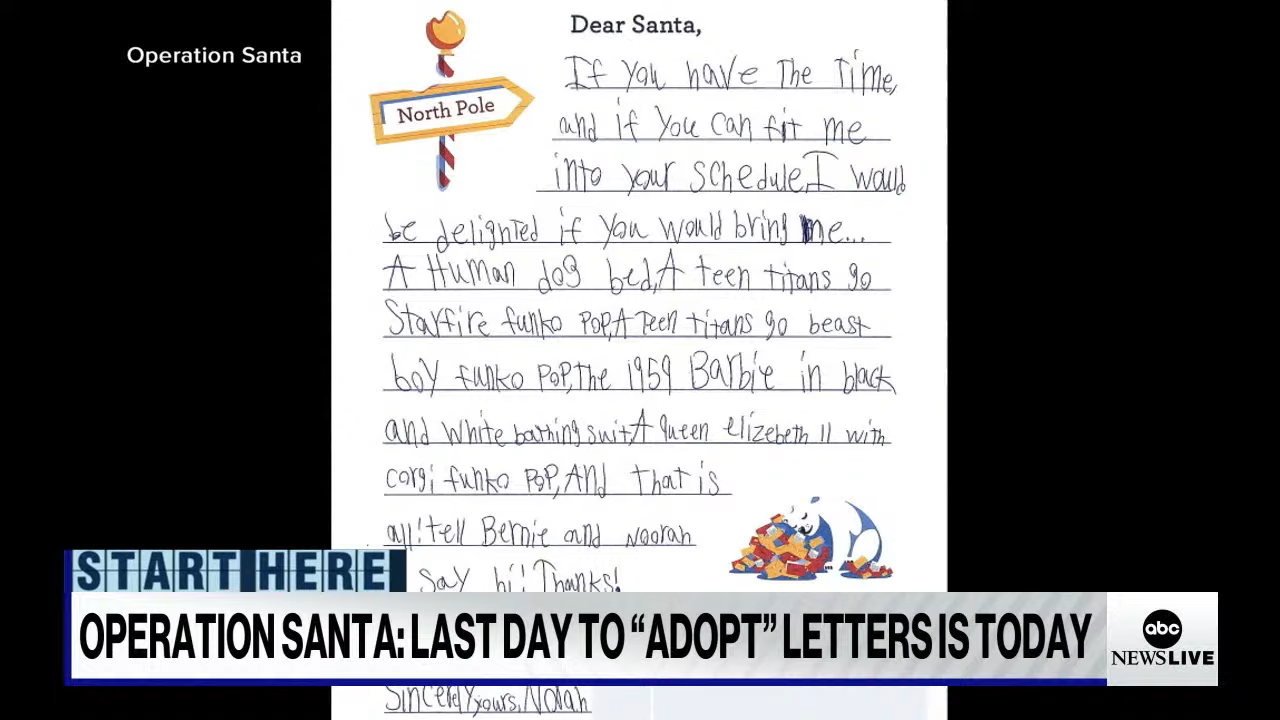 Operation Santa
Dear Santa,
North Pole
If you have The Time,
and if you can fit me
into your schedule, I would
be delighted if you would bring me...
A Human dog bed, A teen titans go
Starfire funko POP, A Teen titans go beast
boy funko POP, The 1959 Barbie in black
and white bathing suit, A queen elizebeth II with
corgi funko POP, And that is
all! tell Bernie and Noorah
say hi! Thanks!
START HERE
OPERATION SANTA: LAST DAY TO “ADOPT” LETTERS IS TODAY
abc
NEWS LIVE
Sincerely yours, Norah